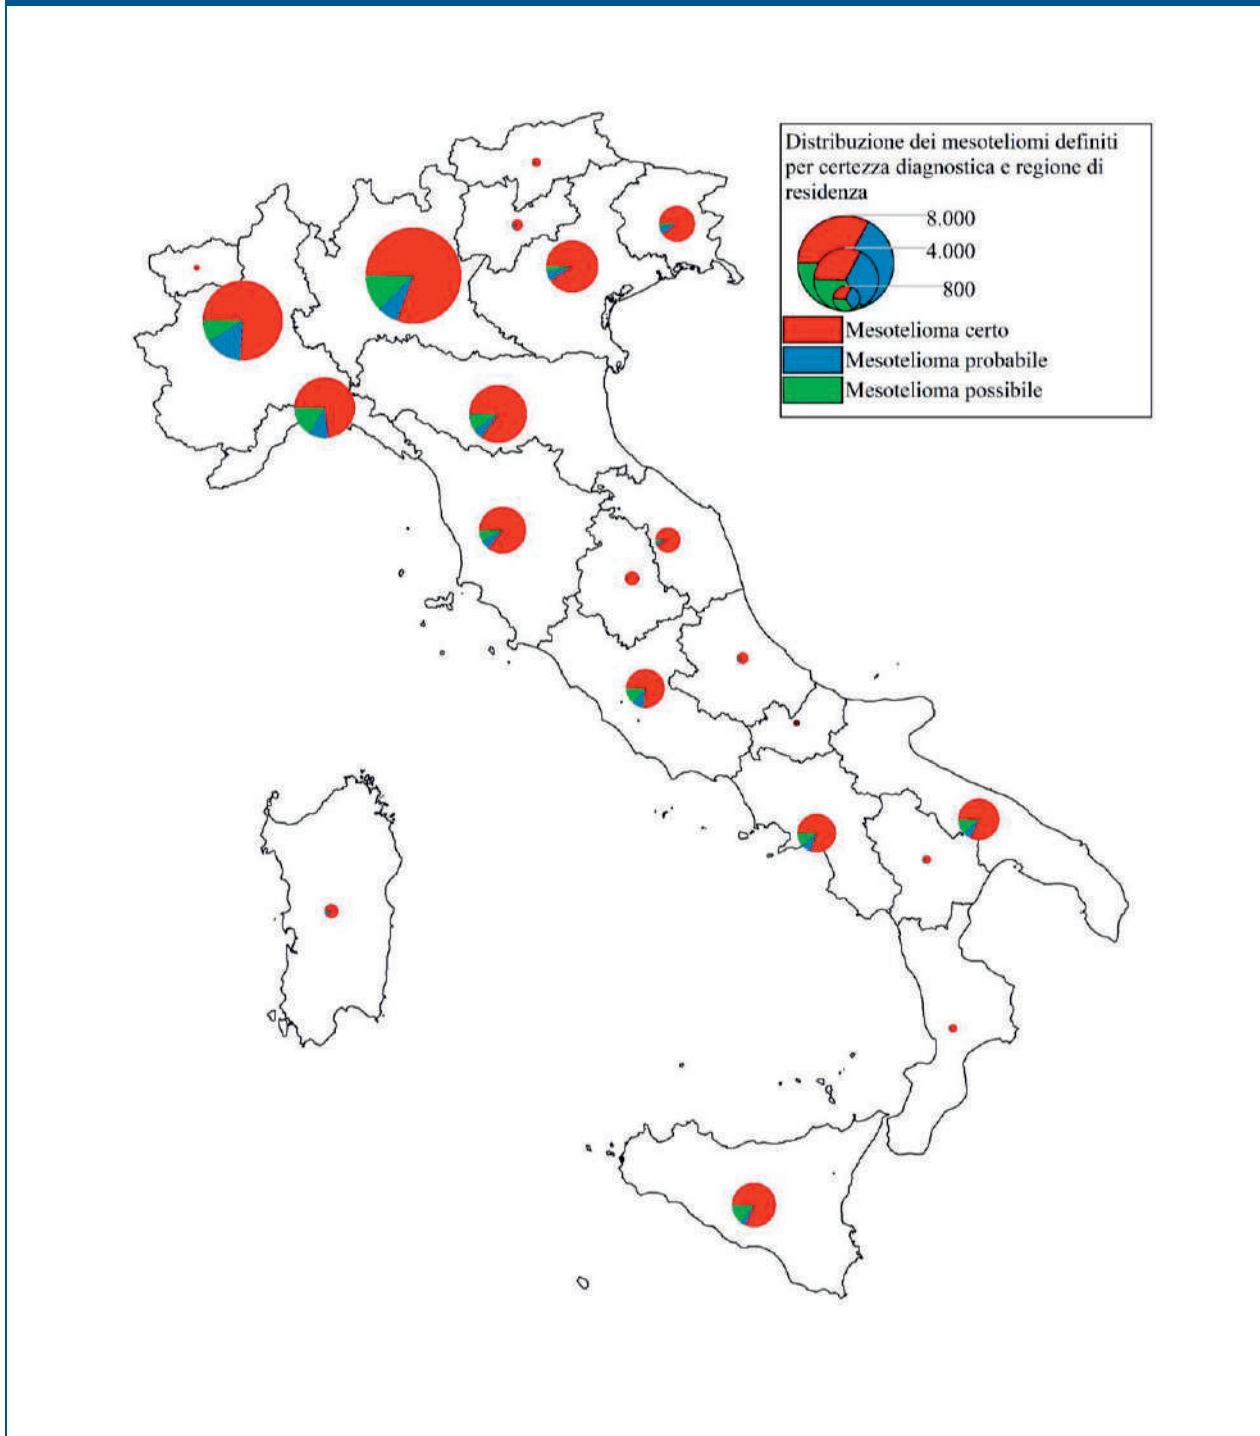 Distribuzione dei mesoteliomi definiti
per certezza diagnostica e regione di
residenza
8.000
4.000
800
Mesotelioma certo
Mesotelioma probabile
Mesotelioma possibile